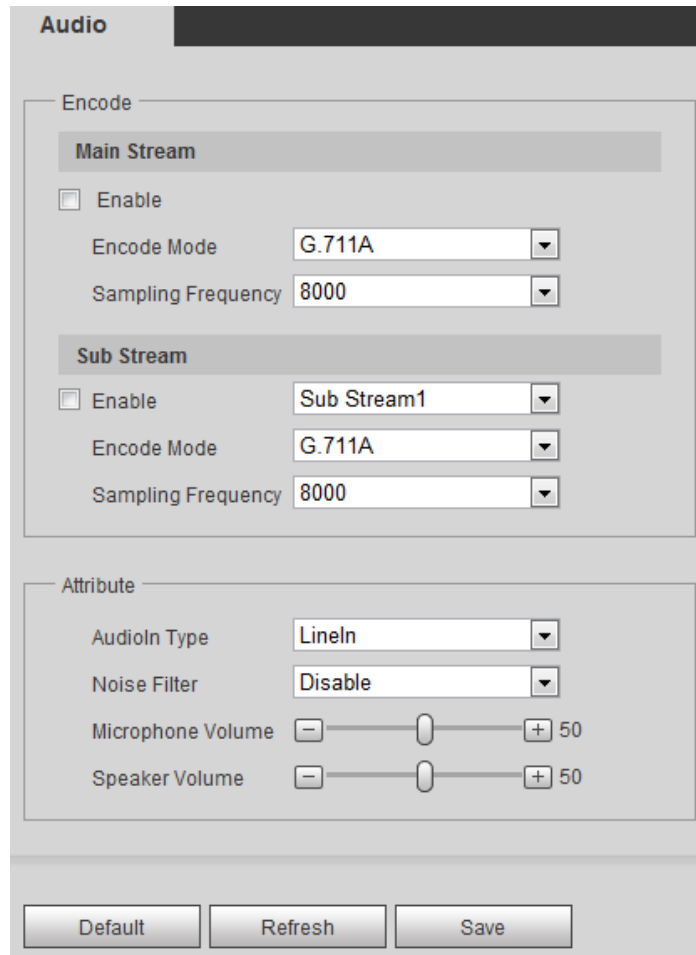 Audio
Encode
Main Stream
Enable
Encode Mode G.711A
Sampling Frequency 8000
Sub Stream
Enable Sub Stream1
Encode Mode G.711A
Sampling Frequency 8000
Attribute
AudioIn Type LineIn
Noise Filter Disable
Microphone Volume 50
Speaker Volume 50
Default Refresh Save